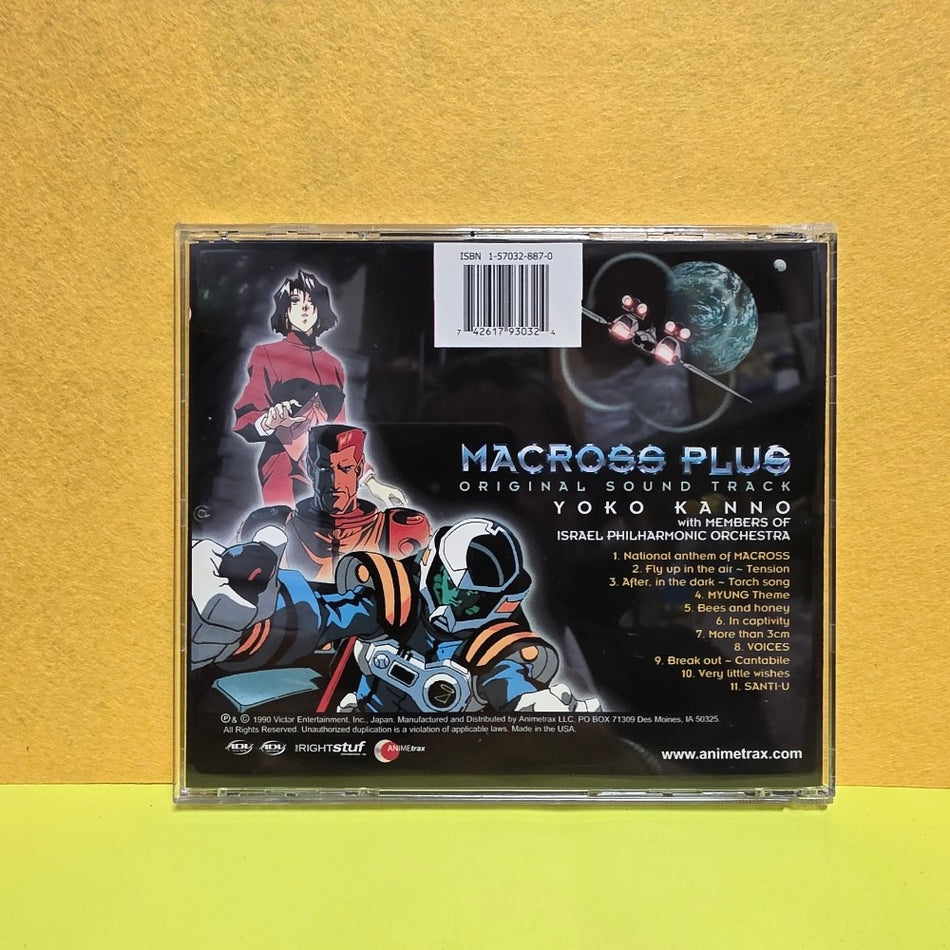 ISBN 1-57032-887-0
7 42617 93032 4
MACROSS PLUS
ORIGINAL SOUND TRACK
YOKO KANNO
with MEMBERS OF
ISRAEL PHILHARMONIC ORCHESTRA
1. National anthem of MACROSS
2. Fly up in the air ~ Tension
3. After, in the dark ~ Torch song
4. MYUNG Theme
5. Bees and honey
6. In captivity
7. More than 3cm
8. VOICES
9. Break out ~ Cantabile
10. Very little wishes
11. SANTI-U
℗ & © 1990 Victor Entertainment, Inc., Japan. Manufactured and Distributed by Animetrax LLC, PO BOX 71309 Des Moines, IA 50325.
All Rights Reserved. Unauthorized duplication is a violation of applicable laws. Made in the USA.
ADV ADV THE RIGHT stuf ANIMEtrax
www.animetrax.com